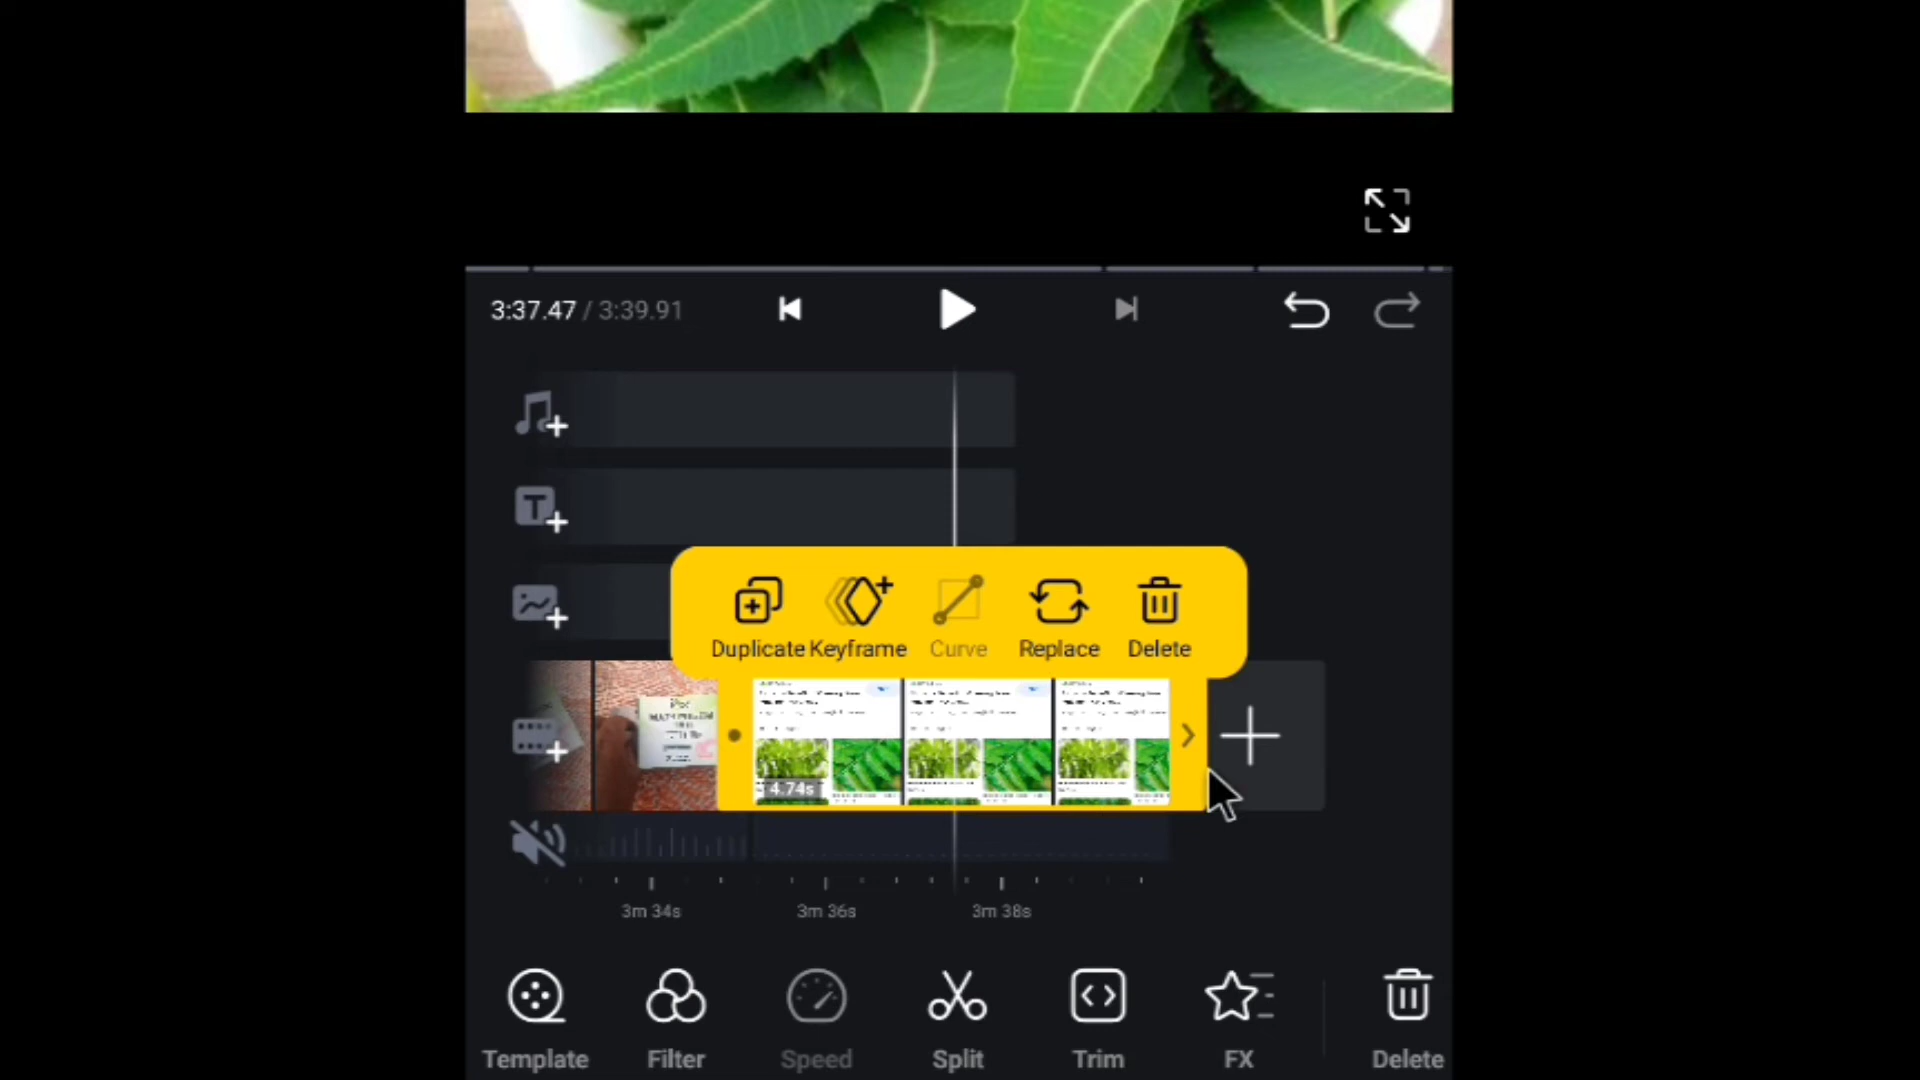 3:37.47 / 3:39.91
Duplicate Keyframe Curve Replace Delete
4.74s
3m 34s 3m 36s 3m 38s
Template Filter Speed Split Trim FX Delete